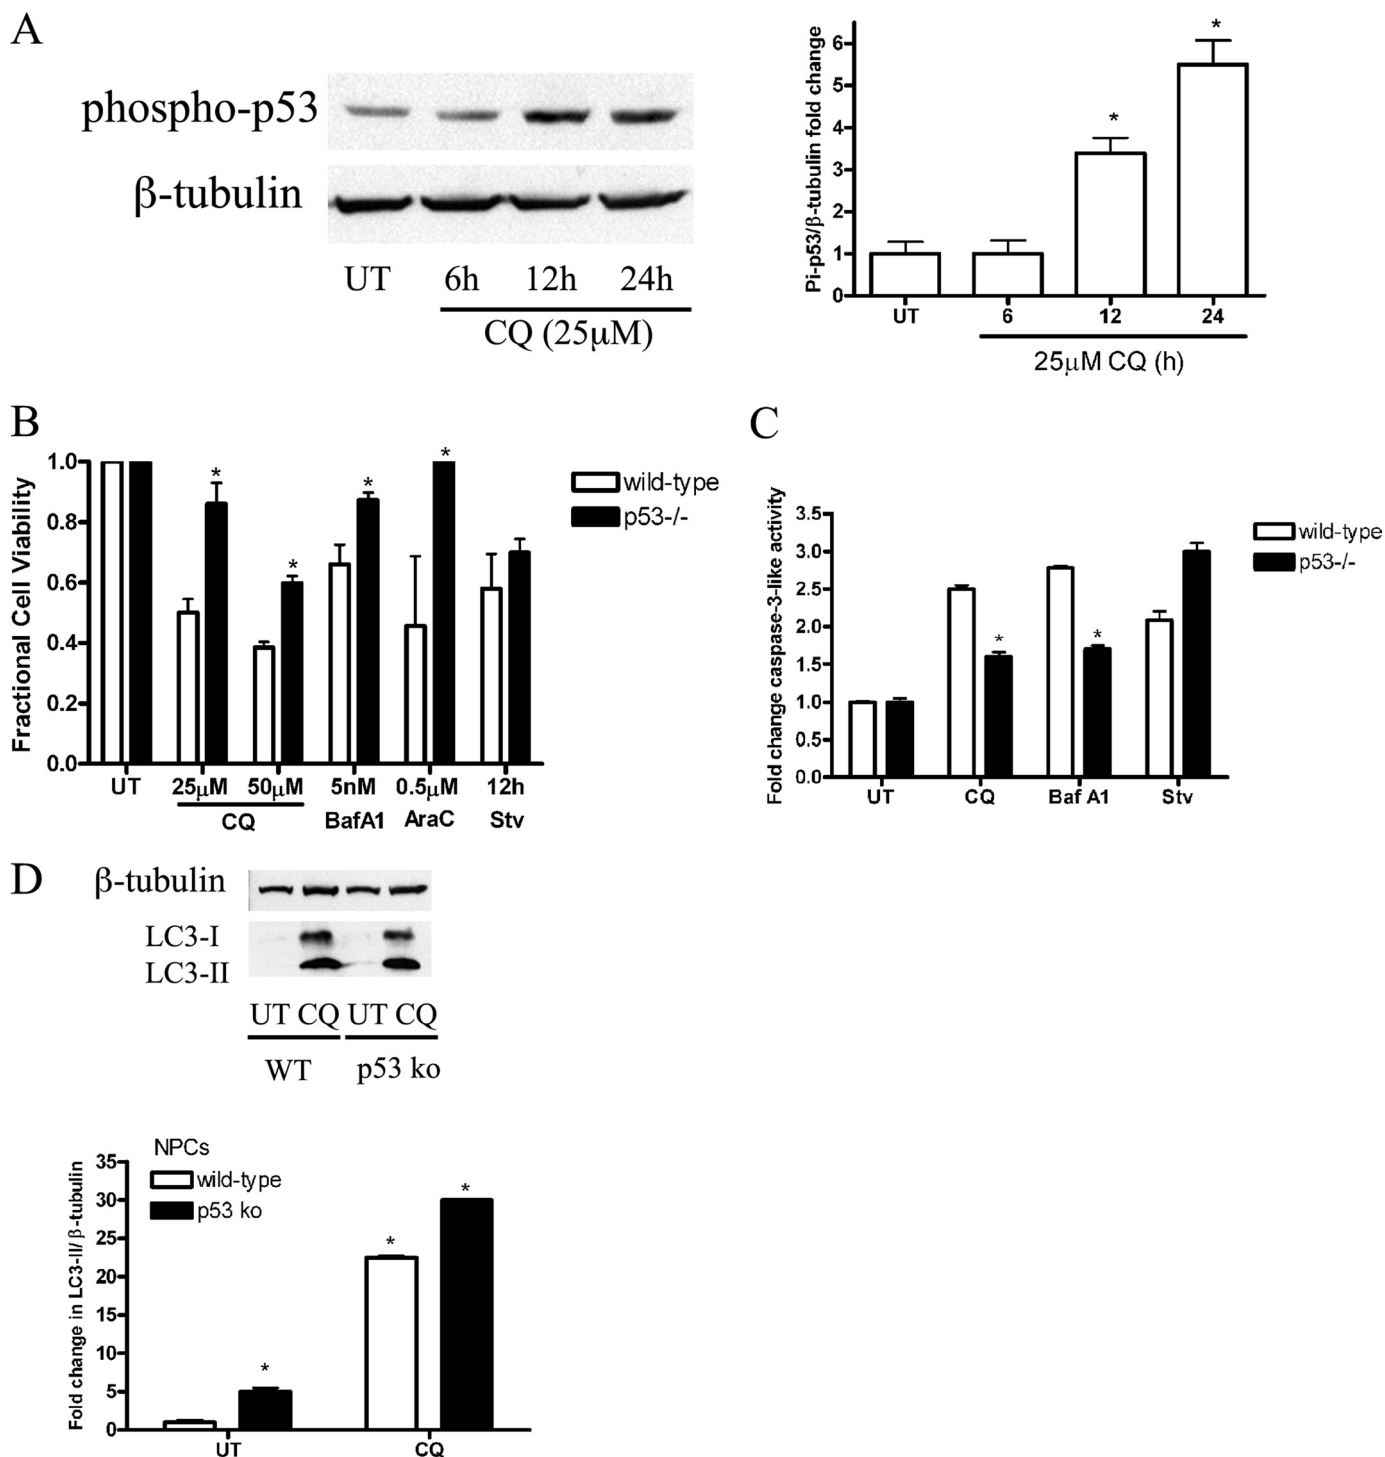 A
phospho-p53
β-tubulin
UT 6h 12h 24h
CQ (25μM)
Pi-p53/β-tubulin fold change
6
5
4
3
2
1
0
* *
UT 6 12 24
25μM CQ (h)
B
Fractional Cell Viability
1.0
0.8
0.6
0.4
0.2
0.0
* * * *
wild-type
p53-/-
UT 25μM 50μM 5nM 0.5μM 12h
CQ BafA1 AraC Stv
C
Fold change caspase-3-like activity
3.5
3.0
2.5
2.0
1.5
1.0
0.5
0.0
* *
wild-type
p53-/-
UT CQ Baf A1 Stv
D
β-tubulin
LC3-I
LC3-II
UT CQ UT CQ
WT p53 ko
NPCs
wild-type
p53 ko
Fold change in LC3-II/β-tubulin
35
30
25
20
15
10
5
0
* * *
UT CQ